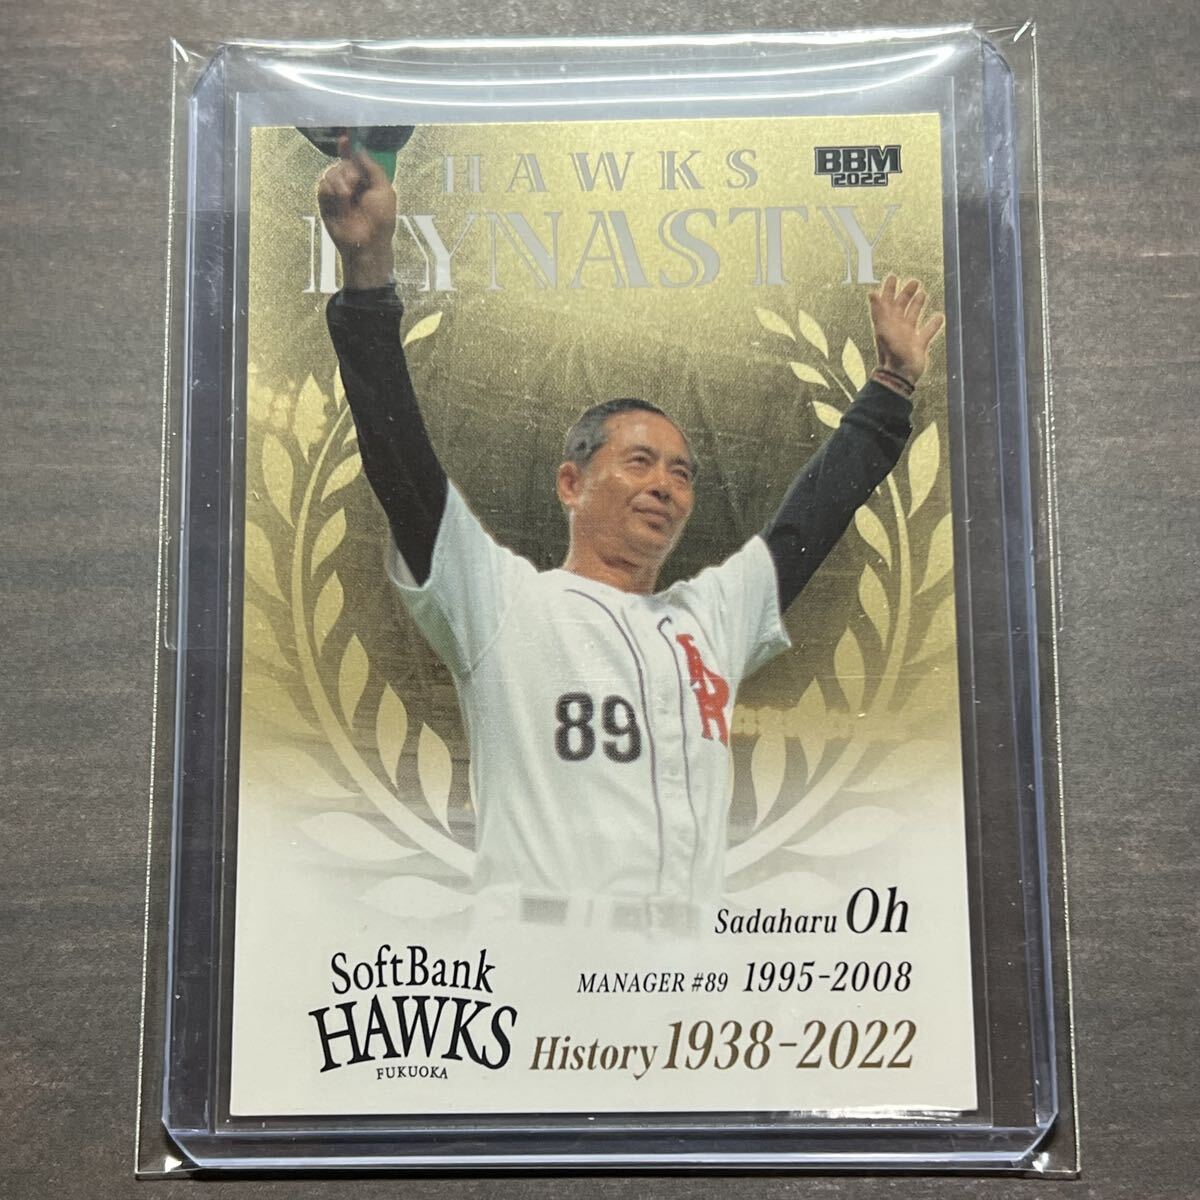 HAWKS
DYNASTY
BBM
2022
89
Sadaharu Oh
MANAGER #89 1995-2008
History 1938-2022
SoftBank
HAWKS
FUKUOKA